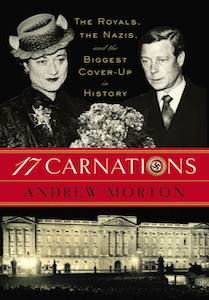 THE ROYALS,
THE NAZIS,
and the
BIGGEST
COVER-UP
in
HISTORY
17 CARNATIONS
ANDREW MORTON